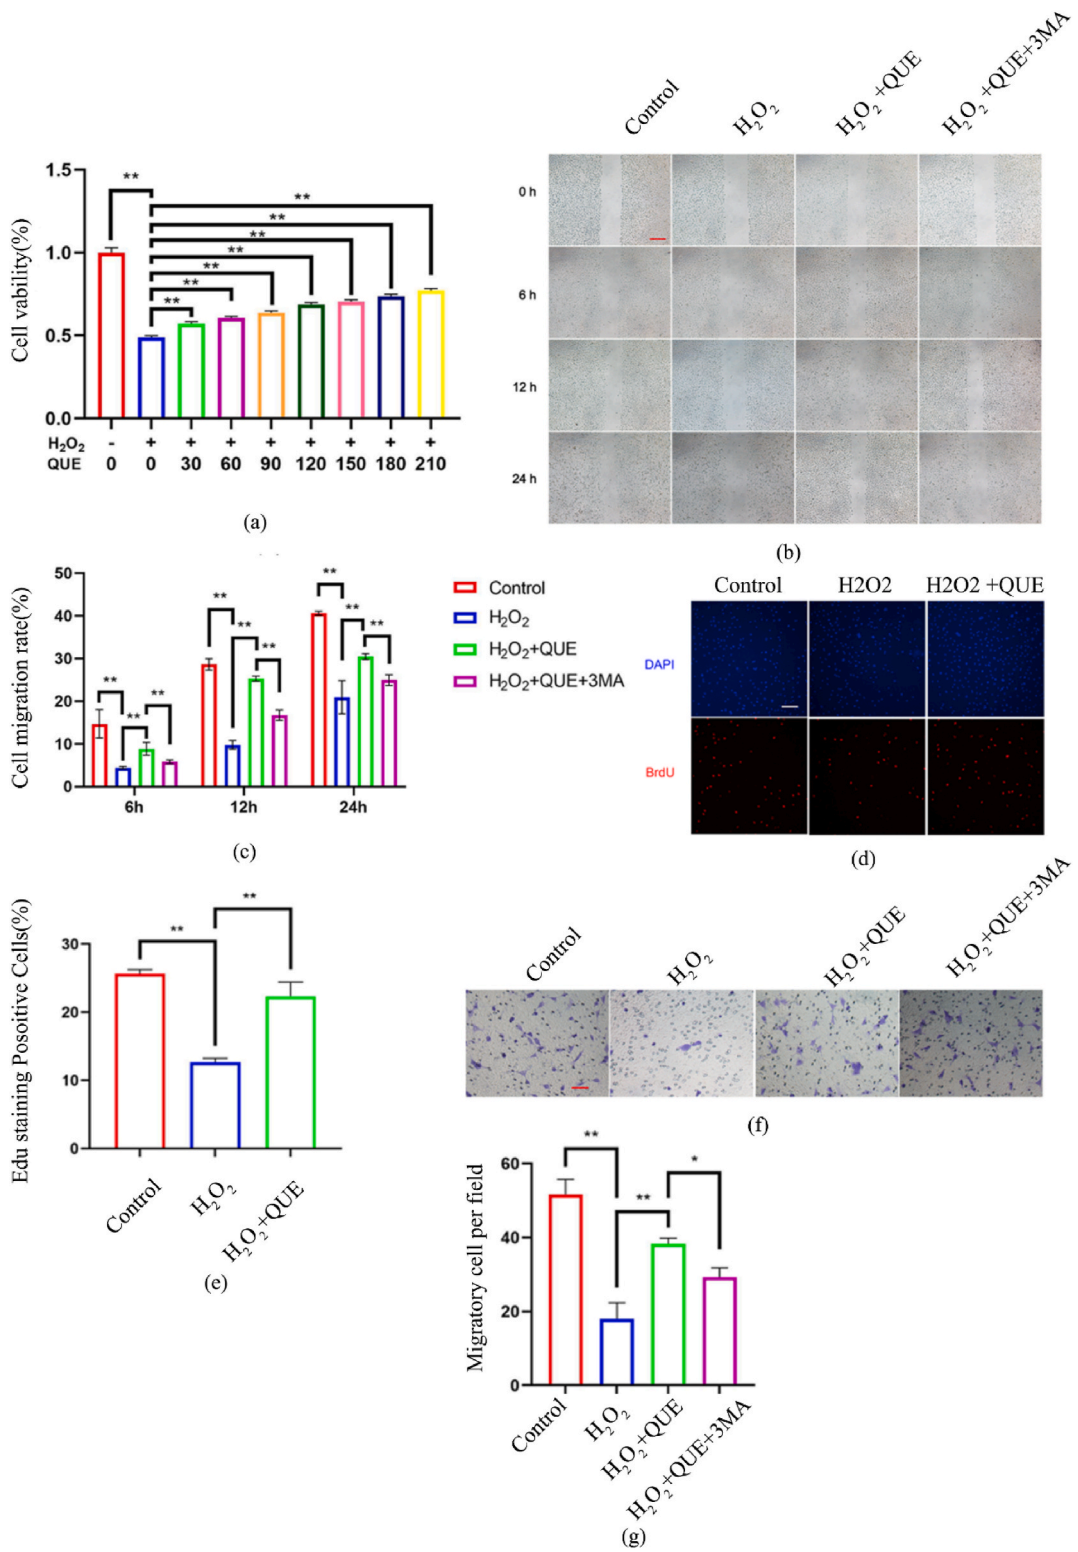 Control
H₂O₂
H₂O₂+QUE
H₂O₂+QUE+3MA
0 h
6 h
12 h
24 h
(b)
Cell vability(%)
1.5
1.0
0.5
0.0
**
**
**
**
**
**
**
**
H₂O₂ - + + + + + + + +
QUE 0 0 30 60 90 120 150 180 210
(a)
Cell migration rate(%)
50
40
30
20
10
0
** ** **
** ** **
** ** **
6h 12h 24h
Control
H₂O₂
H₂O₂+QUE
H₂O₂+QUE+3MA
(c)
Control H2O2 H2O2 +QUE
DAPI
BrdU
(d)
Edu staining Possitive Cells(%)
30
20
10
0
**
**
Control
H₂O₂
H₂O₂+QUE
(e)
Control
H₂O₂
H₂O₂+QUE
H₂O₂+QUE+3MA
(f)
Migratory cell per field
60
40
20
0
**
**
*
Control
H₂O₂
H₂O₂+QUE
H₂O₂+QUE+3MA
(g)